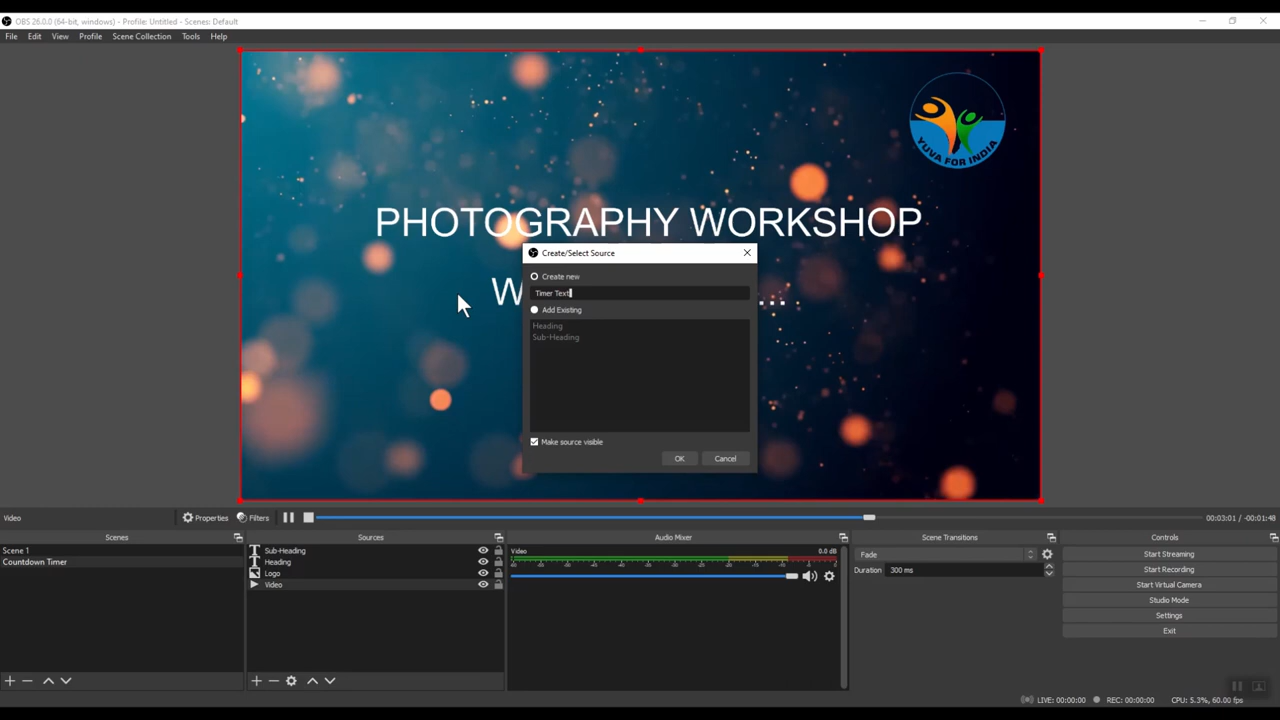 OBS 26.0.0 (64-bit, windows) - Profile: Untitled - Scenes: Default
File Edit View Profile Scene Collection Tools Help
YUVA FOR INDIA
PHOTOGRAPHY WORKSHOP
W
...
Create/Select Source
Create new
Timer Text
Add Existing
Heading
Sub-Heading
Make source visible
OK Cancel
Video Properties Filters 00:03:01 / -00:01:48
Scenes Sources Audio Mixer Scene Transitions Controls
Scene 1
Countdown Timer
Sub-Heading
Heading
Logo
Video
Video 0.0 dB
Fade
Duration 300 ms
Start Streaming
Start Recording
Start Virtual Camera
Studio Mode
Settings
Exit
LIVE: 00:00:00 REC: 00:00:00 CPU: 5.3%, 60.00 fps